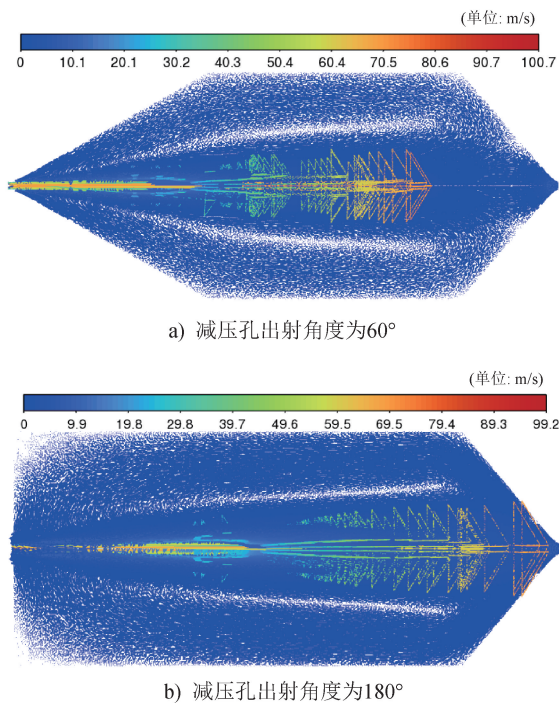 (单位: m/s)
0 10.1 20.1 30.2 40.3 50.4 60.4 70.5 80.6 90.7 100.7
a) 减压孔出射角度为60°
(单位: m/s)
0 9.9 19.8 29.8 39.7 49.6 59.5 69.5 79.4 89.3 99.2
b) 减压孔出射角度为180°